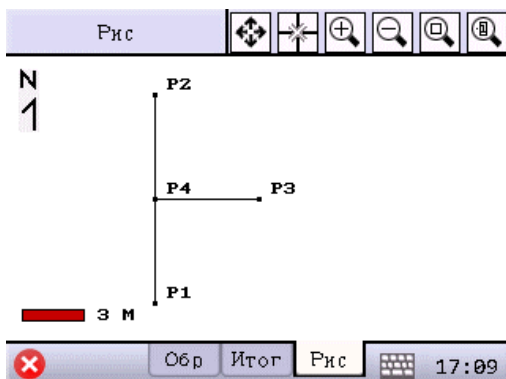 Рис
N
P2
P4 P3
P1
3 М
Обр Итог Рис 17:09